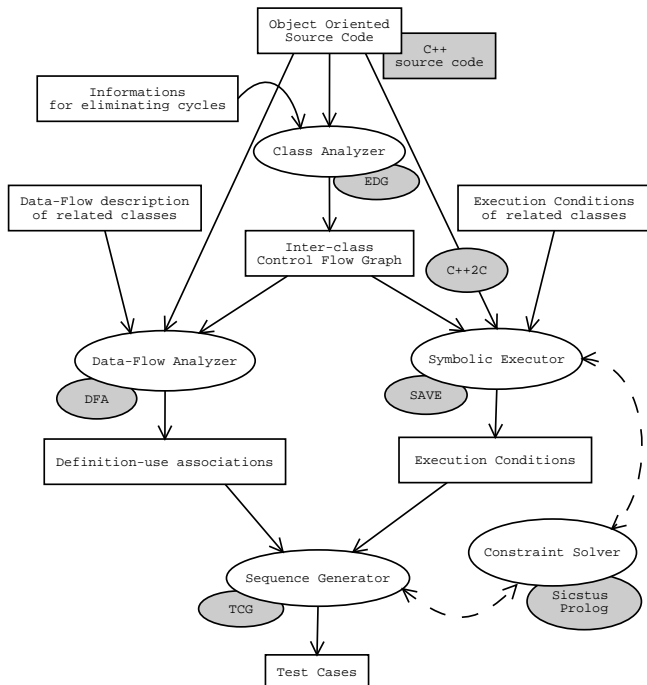 Object Oriented
Source Code
C++
source code
Informations
for eliminating cycles
Class Analyzer
EDG
Data-Flow description
of related classes
Execution Conditions
of related classes
Inter-class
Control Flow Graph
C++2C
Data-Flow Analyzer
Symbolic Executor
DFA
SAVE
Definition-use associations
Execution Conditions
Constraint Solver
Sequence Generator
Sicstus
Prolog
TCG
Test Cases